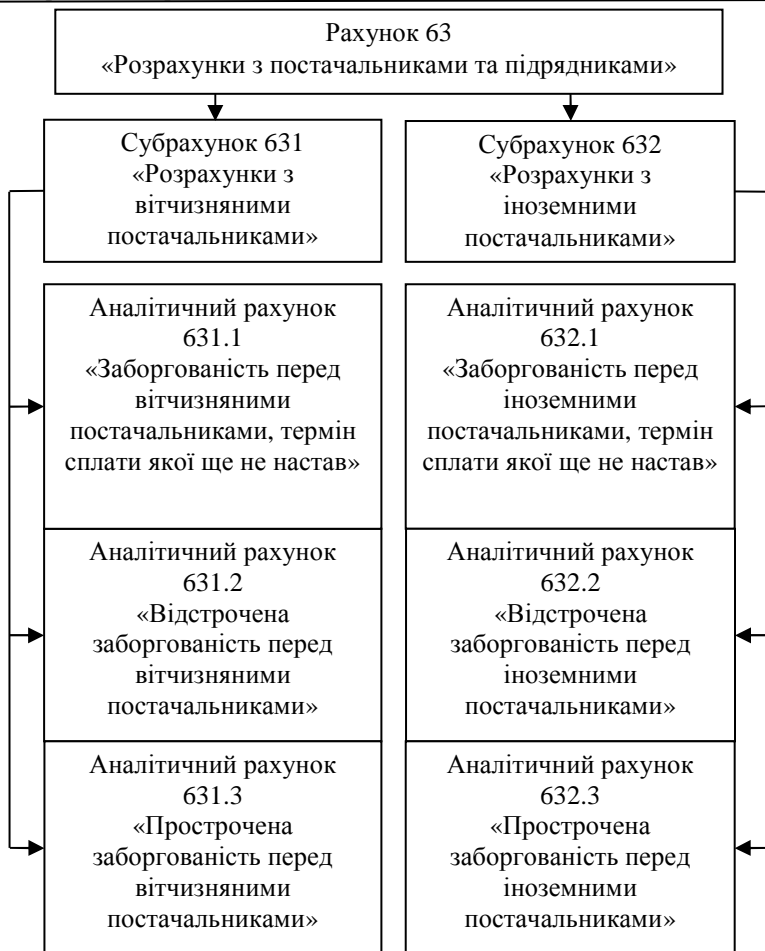 Рахунок 63
«Розрахунки з постачальниками та підрядниками»
Субрахунок 631
«Розрахунки з
вітчизняними
постачальниками»
Субрахунок 632
«Розрахунки з
іноземними
постачальниками»
Аналітичний рахунок
631.1
«Заборгованість перед
вітчизняними
постачальниками, термін
сплати якої ще не настав»
Аналітичний рахунок
632.1
«Заборгованість перед
іноземними
постачальниками, термін
сплати якої ще не настав»
Аналітичний рахунок
631.2
«Відстрочена
заборгованість перед
вітчизняними
постачальниками»
Аналітичний рахунок
632.2
«Відстрочена
заборгованість перед
іноземними
постачальниками»
Аналітичний рахунок
631.3
«Прострочена
заборгованість перед
вітчизняними
постачальниками»
Аналітичний рахунок
632.3
«Прострочена
заборгованість перед
іноземними
постачальниками»